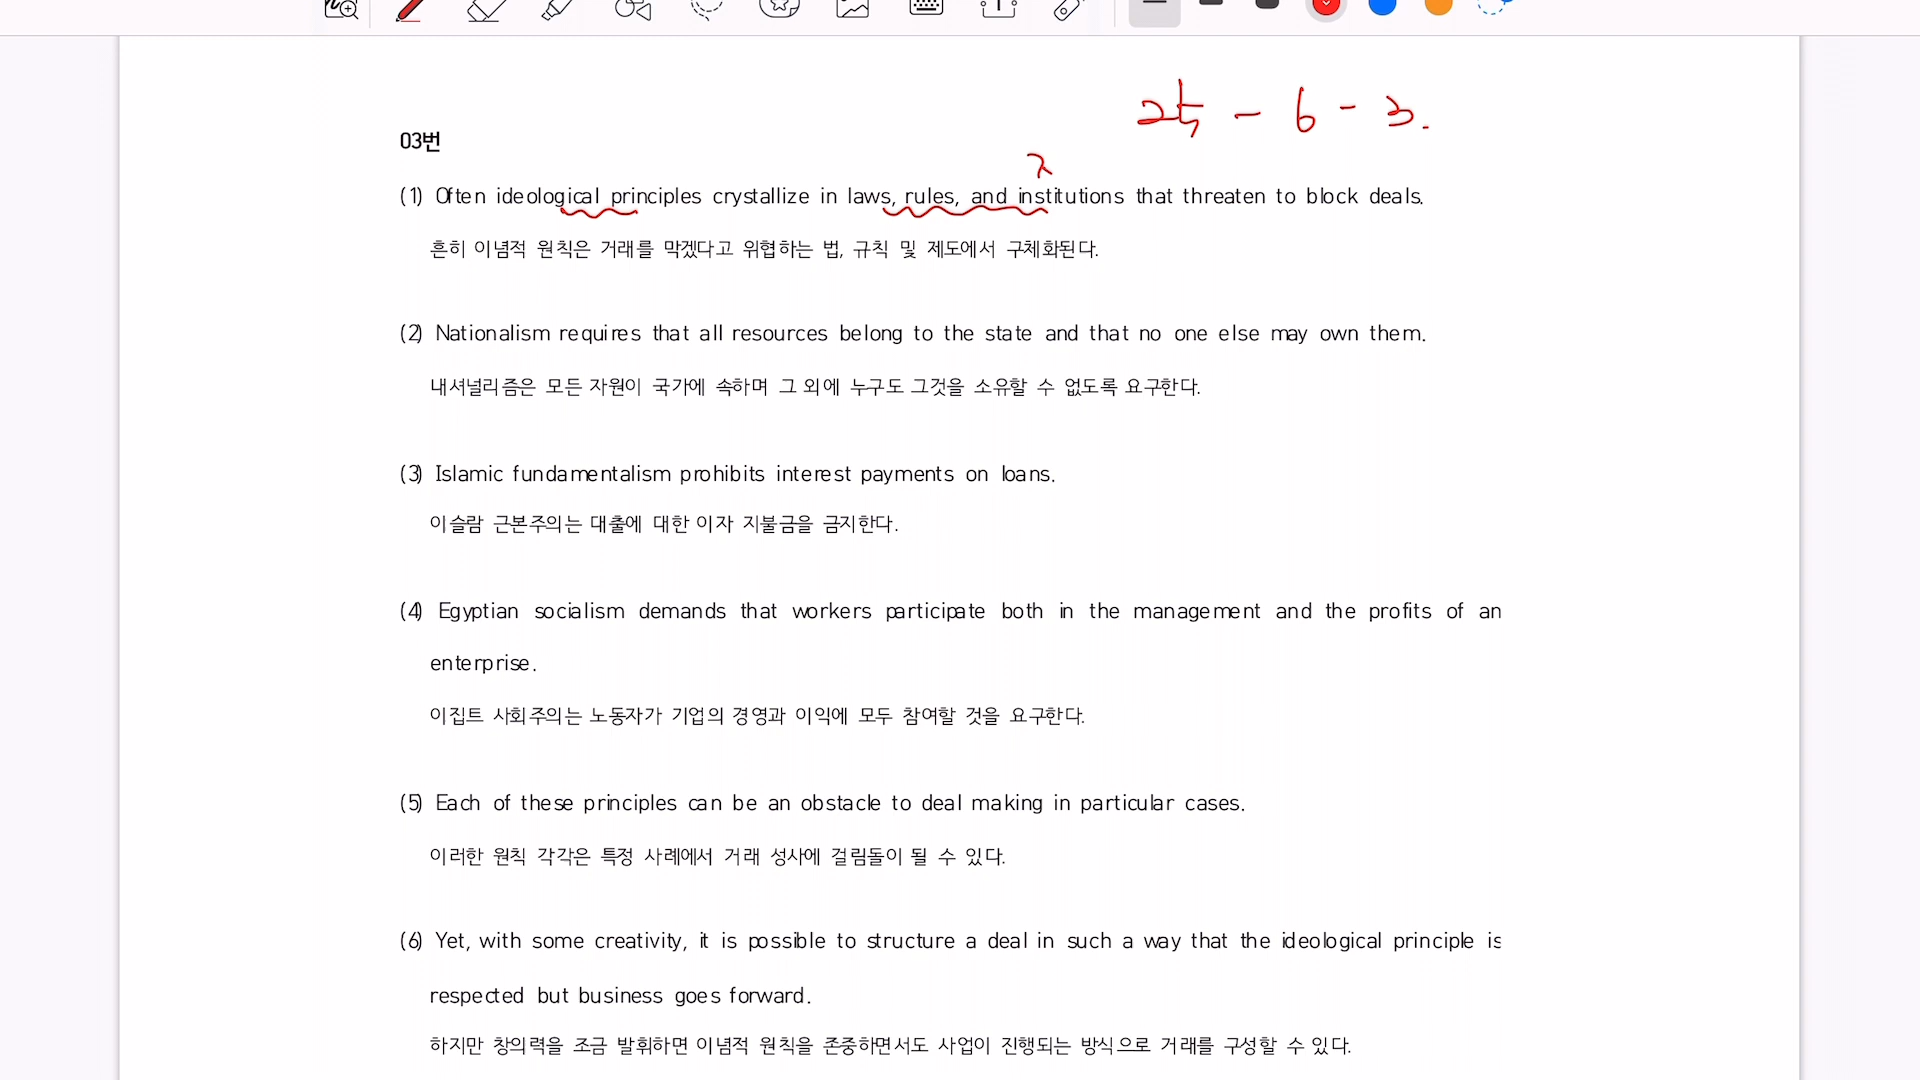 25 - 6 - 3.
03번
(1) Often ideological principles crystallize in laws, rules, and institutions that threaten to block deals.
흔히 이념적 원칙은 거래를 막겠다고 위협하는 법, 규칙 및 제도에서 구체화된다.
(2) Nationalism requires that all resources belong to the state and that no one else may own them.
내셔널리즘은 모든 자원이 국가에 속하며 그 외에 누구도 그것을 소유할 수 없도록 요구한다.
(3) Islamic fundamentalism prohibits interest payments on loans.
이슬람 근본주의는 대출에 대한 이자 지불금을 금지한다.
(4) Egyptian socialism demands that workers participate both in the management and the profits of an
enterprise.
이집트 사회주의는 노동자가 기업의 경영과 이익에 모두 참여할 것을 요구한다.
(5) Each of these principles can be an obstacle to deal making in particular cases.
이러한 원칙 각각은 특정 사례에서 거래 성사에 걸림돌이 될 수 있다.
(6) Yet, with some creativity, it is possible to structure a deal in such a way that the ideological principle is
respected but business goes forward.
하지만 창의력을 조금 발휘하면 이념적 원칙을 존중하면서도 사업이 진행되는 방식으로 거래를 구성할 수 있다.